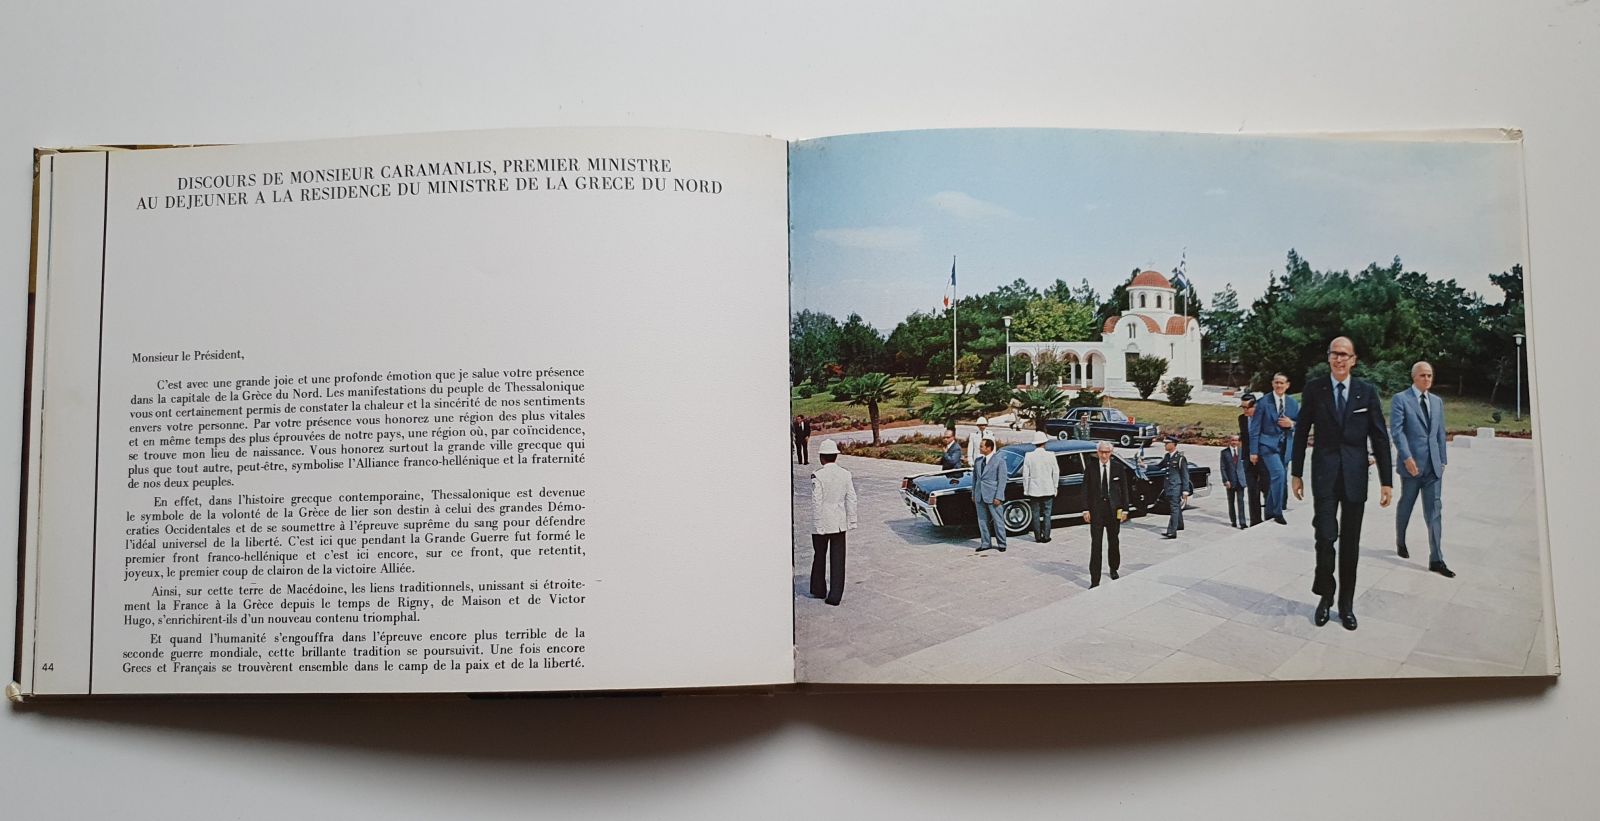 DISCOURS DE MONSIEUR CARAMANLIS, PREMIER MINISTRE
AU DEJEUNER A LA RESIDENCE DU MINISTRE DE LA GRECE DU NORD
Monsieur le Président,
C'est avec une grande joie et une profonde émotion que je salue votre présence
dans la capitale de la Grèce du Nord. Les manifestations du peuple de Thessalonique
vous ont certainement permis de constater la chaleur et la sincérité de nos sentiments
envers votre personne. Par votre présence vous honorez une région des plus vitales
et en même temps des plus éprouvées de notre pays, une région où, par coïncidence,
se trouve mon lieu de naissance. Vous honorez surtout la grande ville grecque qui
plus que tout autre, peut-être, symbolise l'Alliance franco-hellénique et la fraternité
de nos deux peuples.
En effet, dans l'histoire grecque contemporaine, Thessalonique est devenue
le symbole de la volonté de la Grèce de lier son destin à celui des grandes Démo-
craties Occidentales et de se soumettre à l'épreuve suprême du sang pour défendre
l'idéal universel de la liberté. C'est ici que pendant la Grande Guerre fut formé le
premier front franco-hellénique et c'est ici encore, sur ce front, que retentit,
joyeux, le premier coup de clairon de la victoire Alliée.
Ainsi, sur cette terre de Macédoine, les liens traditionnels, unissant si étroite-
ment la France à la Grèce depuis le temps de Rigny, de Maison et de Victor
Hugo, s'enrichirent-ils d'un nouveau contenu triomphal.
Et quand l'humanité s'engouffra dans l'épreuve encore plus terrible de la
seconde guerre mondiale, cette brillante tradition se poursuivit. Une fois encore
Grecs et Français se trouvèrent ensemble dans le camp de la paix et de la liberté.
44